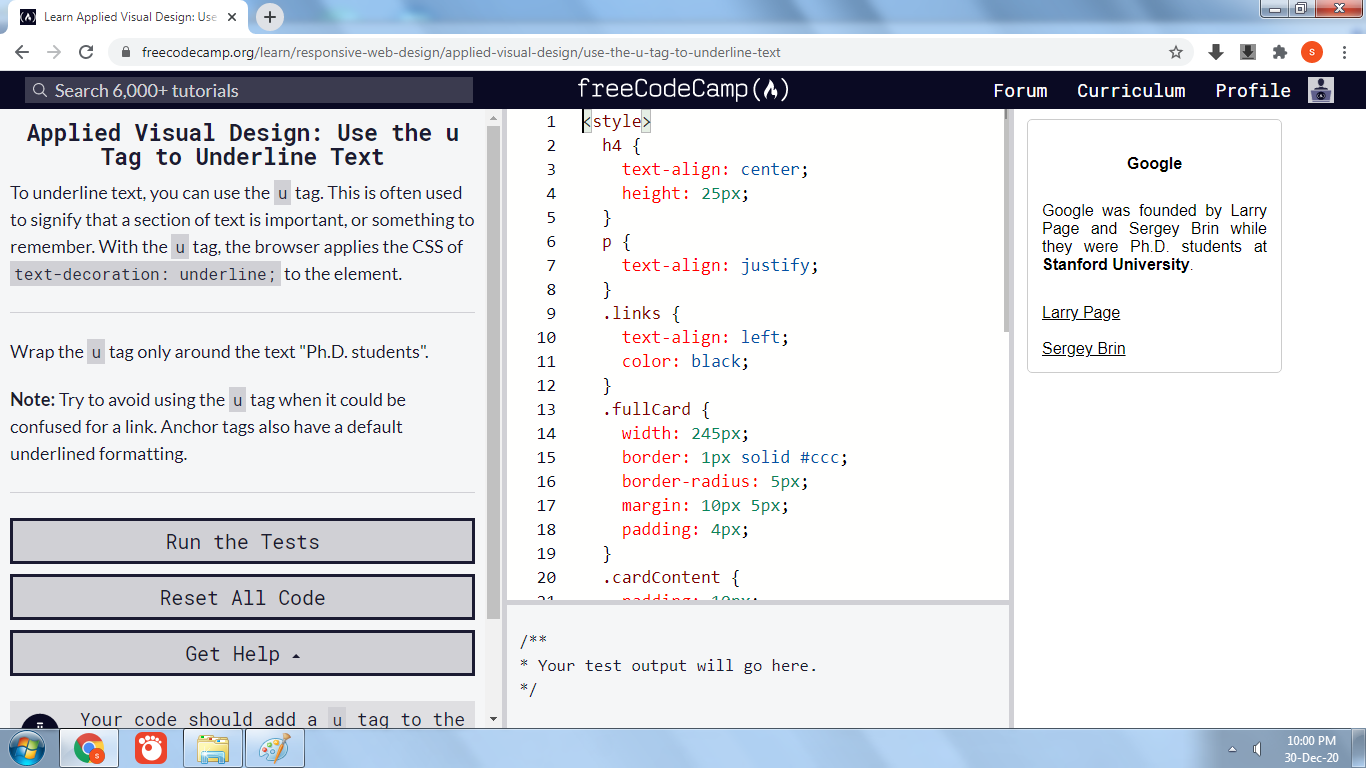 Learn Applied Visual Design: Use
freecodecamp.org/learn/responsive-web-design/applied-visual-design/use-the-u-tag-to-underline-text
S
Search 6,000+ tutorials
freeCodeCamp
Forum
Curriculum
Profile
Applied Visual Design: Use the u
Tag to Underline Text
To underline text, you can use the u tag. This is often used
to signify that a section of text is important, or something to
remember. With the u tag, the browser applies the CSS of
text-decoration: underline; to the element.
Wrap the u tag only around the text "Ph.D. students".
Note: Try to avoid using the u tag when it could be
confused for a link. Anchor tags also have a default
underlined formatting.
Run the Tests
Reset All Code
Get Help
Your code should add a u tag to the
1 <style>
2 h4 {
3 text-align: center;
4 height: 25px;
5 }
6 p {
7 text-align: justify;
8 }
9 .links {
10 text-align: left;
11 color: black;
12 }
13 .fullCard {
14 width: 245px;
15 border: 1px solid #ccc;
16 border-radius: 5px;
17 margin: 10px 5px;
18 padding: 4px;
19 }
20 .cardContent {
21 padding: 10px;
/**
* Your test output will go here.
*/
Google
Google was founded by Larry
Page and Sergey Brin while
they were Ph.D. students at
Stanford University.
Larry Page
Sergey Brin
10:00 PM
30-Dec-20